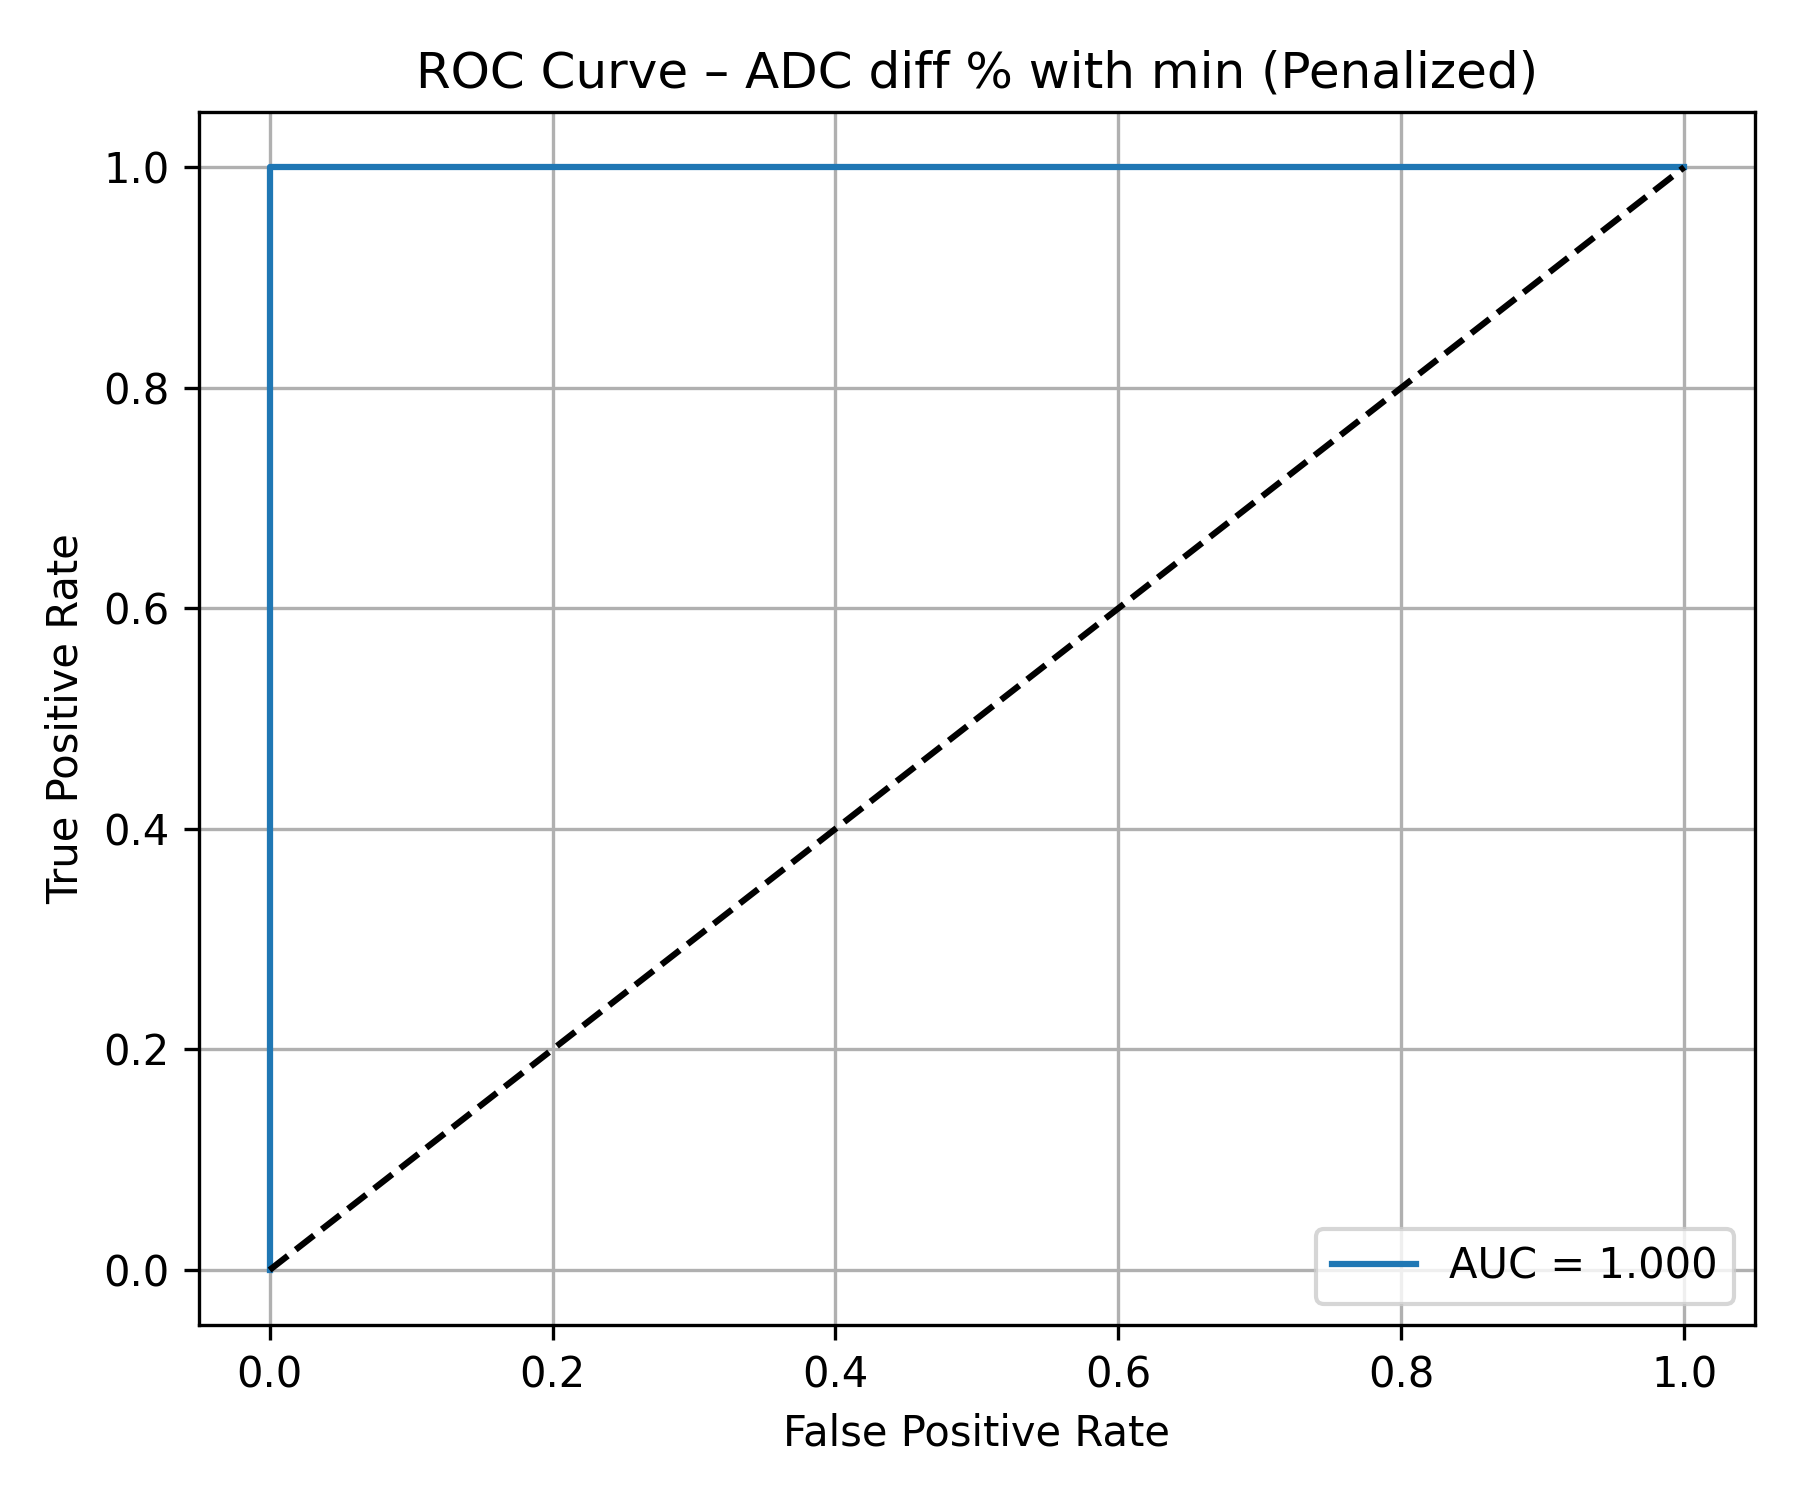 ROC Curve – ADC diff % with min (Penalized)
True Positive Rate
1.0
0.8
0.6
0.4
0.2
0.0
AUC = 1.000
0.0 0.2 0.4 0.6 0.8 1.0
False Positive Rate